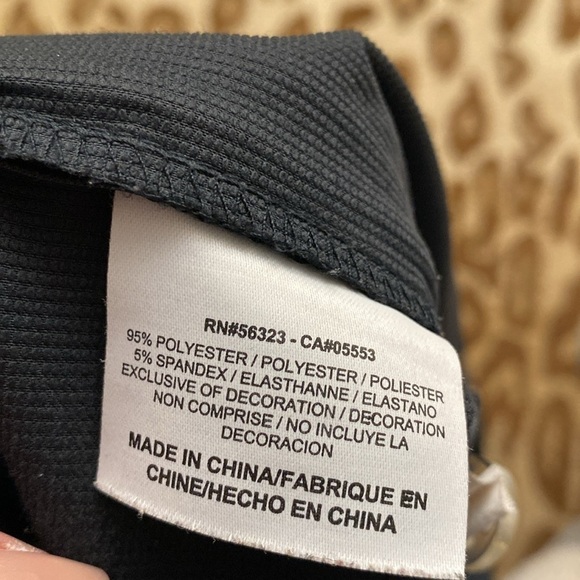 RN#56323 - CA#05553
95% POLYESTER / POLYESTER / POLIESTER
5% SPANDEX / ELASTHANNE / ELASTANO
EXCLUSIVE OF DECORATION / DECORATION
NON COMPRISE / NO INCLUYE LA
DECORACION
MADE IN CHINA/FABRIQUE EN
CHINE/HECHO EN CHINA